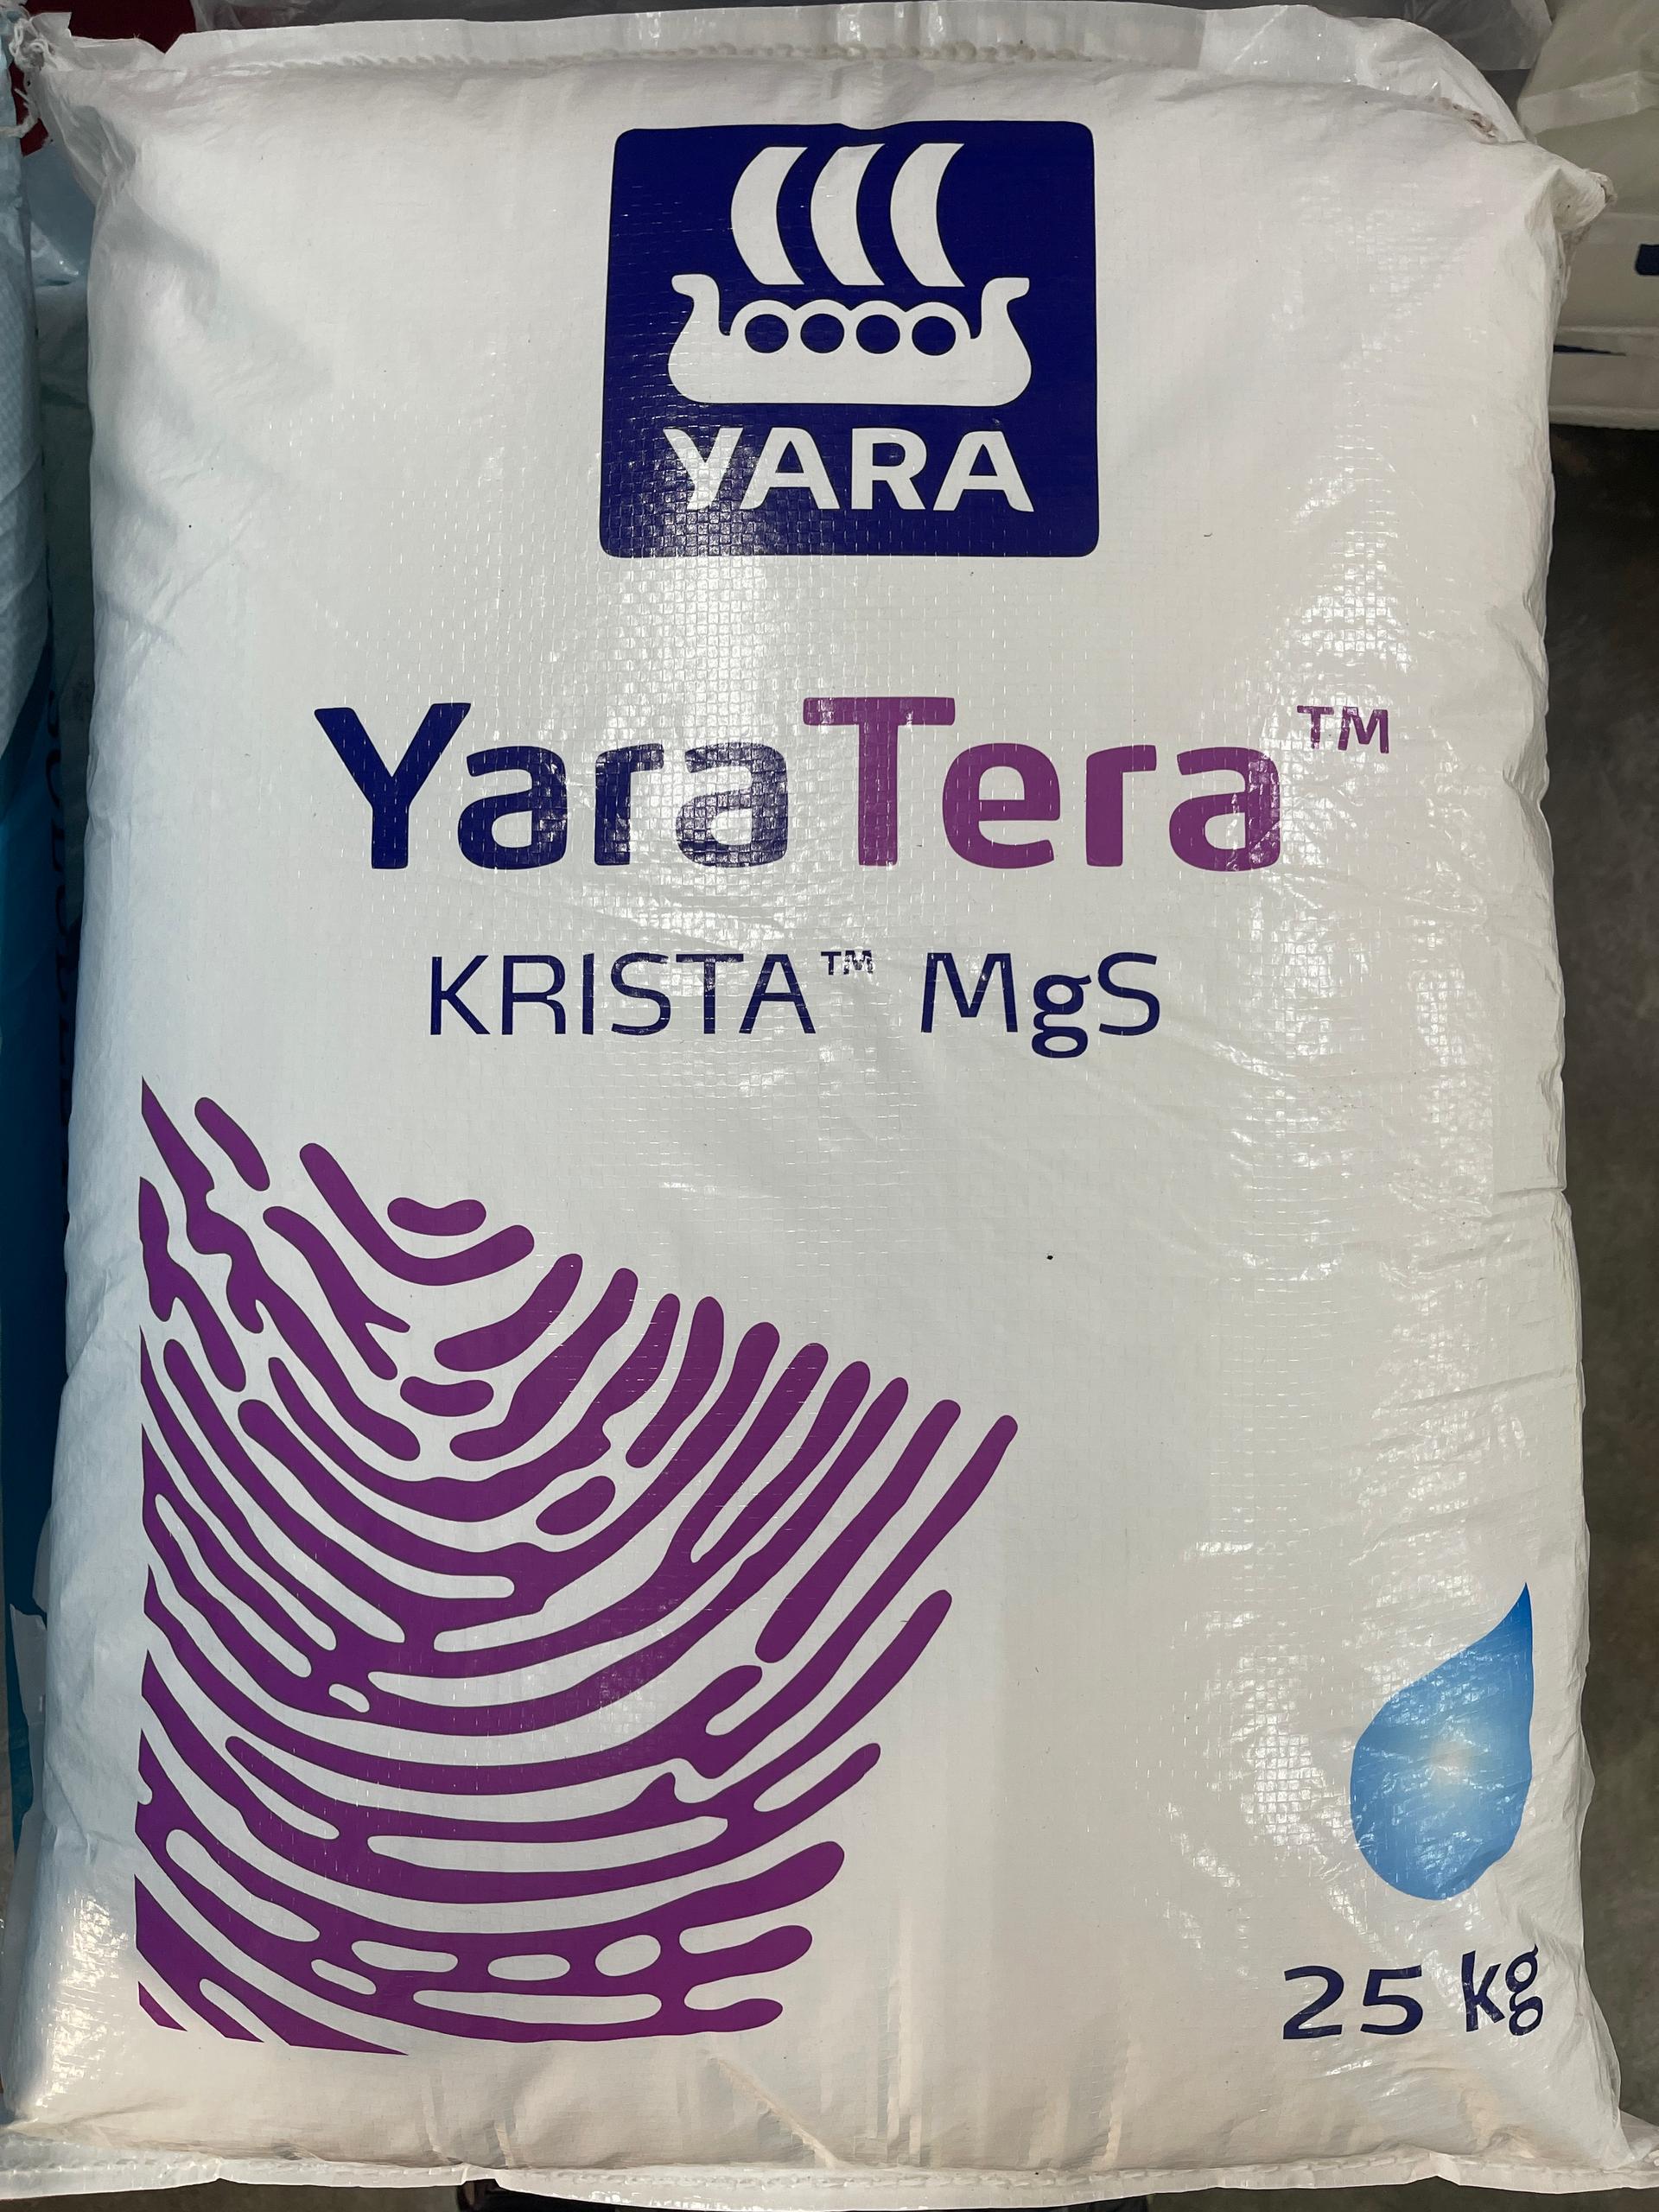 YARA
YaraTera™
KRISTA™ MgS
25 kg